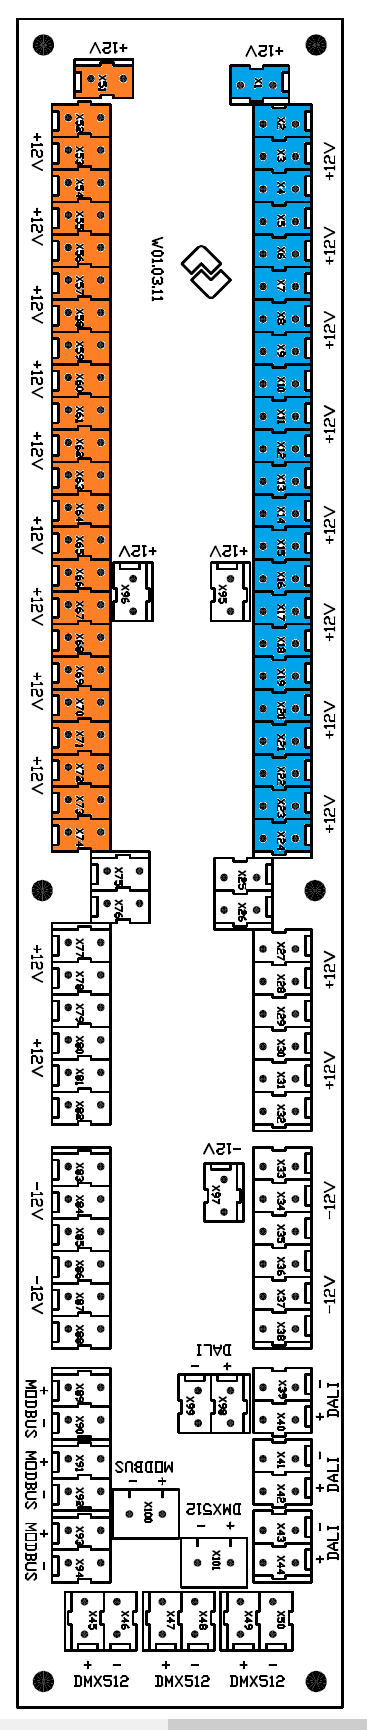 +12V +12V
X51 X1
X52 X2
X53 X3
+12V +12V
X54 X4
X55 X5
+12V +12V
X56 X6
W01.03.11
X57 X7
X58 X8
+12V +12V
X59 X9
X60 X10
X61 X11
+12V +12V
X62 X12
X63 X13
X64 X14
+12V +12V
X65 X15
+12V +12V
X66 X16
X96 X95
X67 X17
+12V +12V
X68 X18
X69 X19
+12V +12V
X70 X20
X71 X21
X72 X22
+12V +12V
X73 X23
X74 X24
X75 X25
X76 X26
X77 X27
+12V +12V
X78 X28
X79 X29
X80 X30
+12V +12V
X81 X31
X82 X32
-12V
X83 X33
X97
-12V -12V
X84 X34
X85 X35
X86 X36
-12V -12V
X87 X37
X88 X38
DALI
- +
MODBUS + - X89 X39 - + DALI
X99 X98
X90 X40
MODBUS + - X91 X41 - + DALI
X92 X42
MODBUS
- +
DMX512
- +
X100
MODBUS + - X93 X43 - + DALI
X94 X44
X101
X45 X46 X47 X48 X49 X50
+ - + - + -
DMX512 DMX512 DMX512